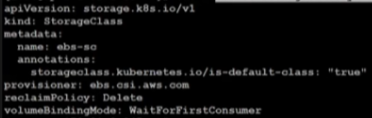 apiVersion: storage.k8s.io/v1
kind: StorageClass
metadata:
  name: ebs-sc
  annotations:
    storageclass.kubernetes.io/is-default-class: "true"
provisioner: ebs.csi.aws.com
reclaimPolicy: Delete
volumeBindingMode: WaitForFirstConsumer